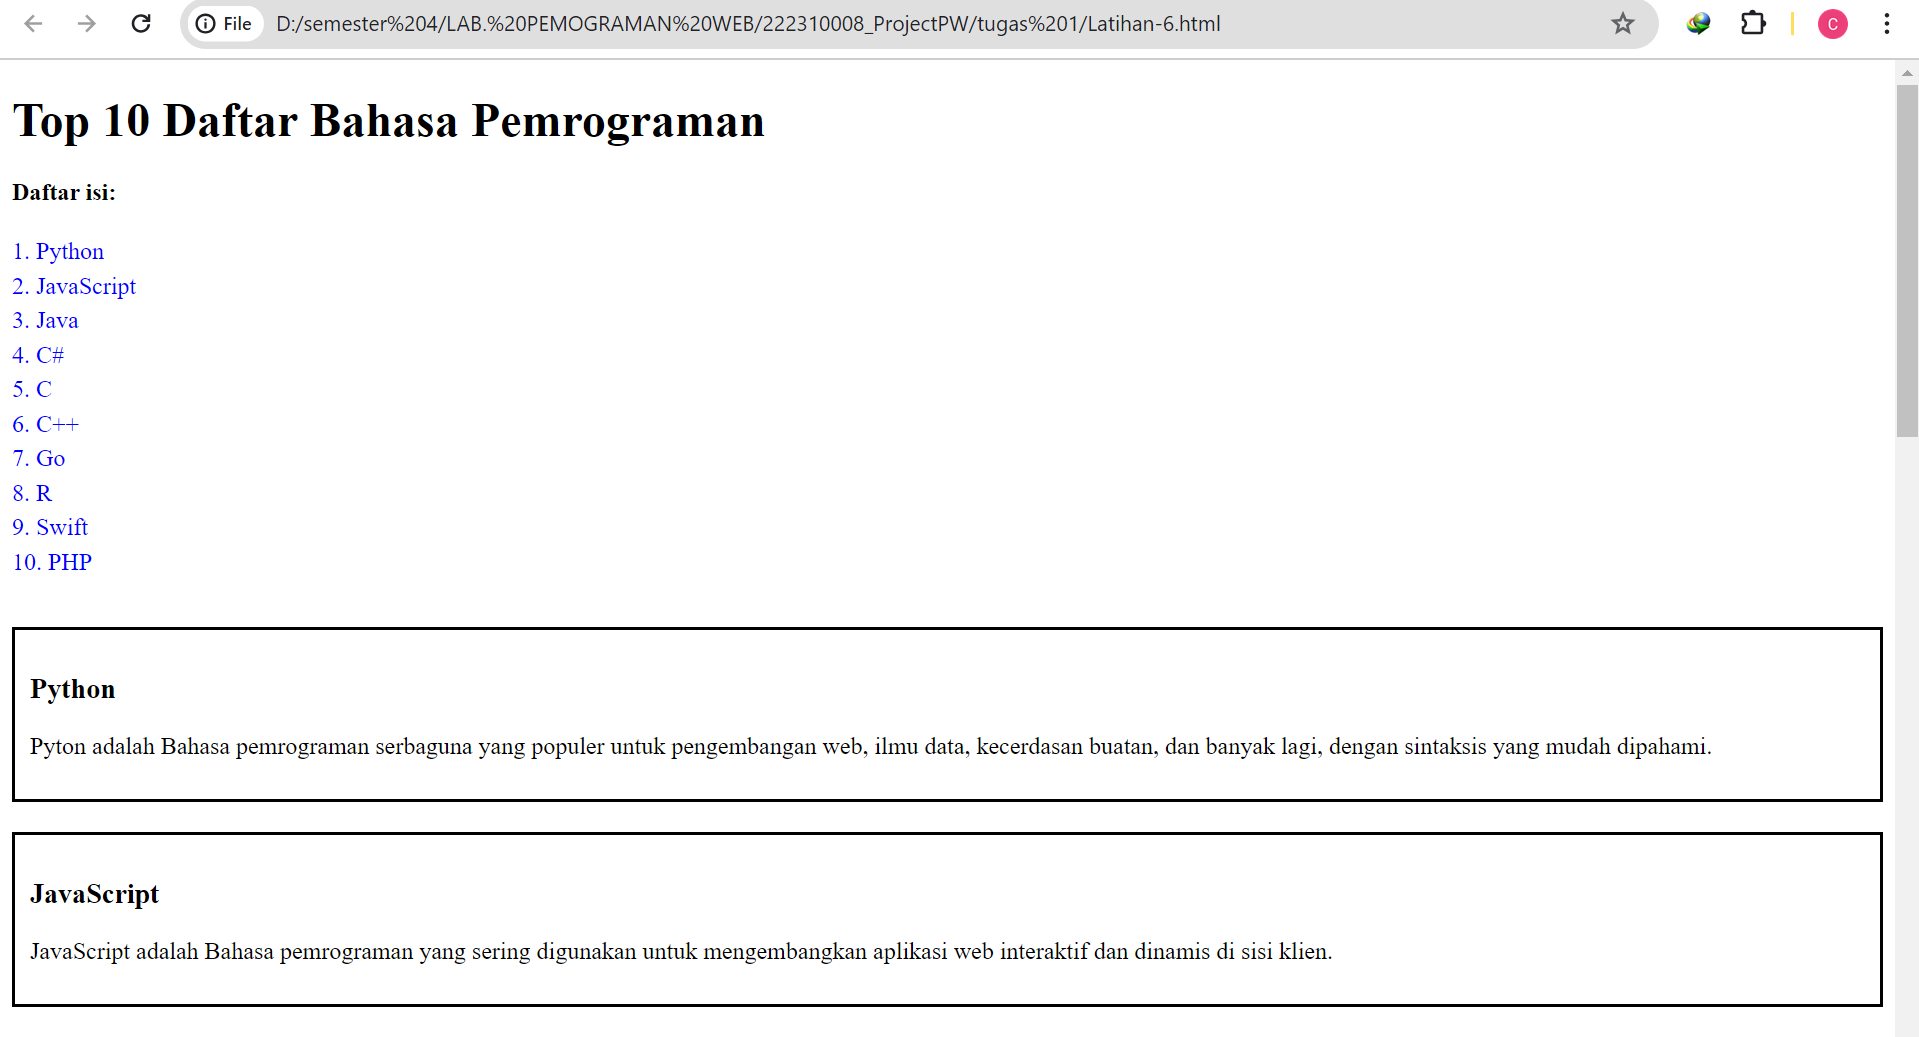 File D:/semester%204/LAB.%20PEMOGRAMAN%20WEB/222310008_ProjectPW/tugas%201/Latihan-6.html C
Top 10 Daftar Bahasa Pemrograman
Daftar isi:
1. Python
2. JavaScript
3. Java
4. C#
5. C
6. C++
7. Go
8. R
9. Swift
10. PHP
Python
Pyton adalah Bahasa pemrograman serbaguna yang populer untuk pengembangan web, ilmu data, kecerdasan buatan, dan banyak lagi, dengan sintaksis yang mudah dipahami.
JavaScript
JavaScript adalah Bahasa pemrograman yang sering digunakan untuk mengembangkan aplikasi web interaktif dan dinamis di sisi klien.